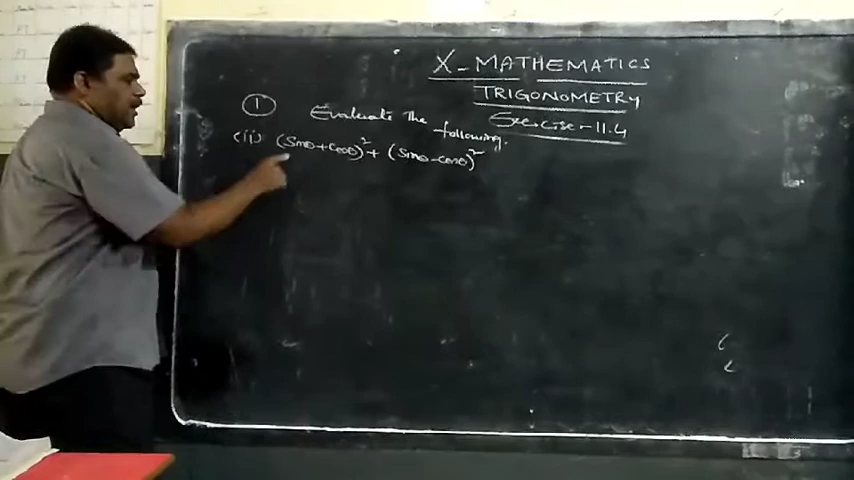 X - MATHEMATICS
TRIGONOMETRY
Exercise - 11.4
① Evaluate the following.
(ii) (Sinθ+Cosθ)² + (Sinθ-Cosθ)²